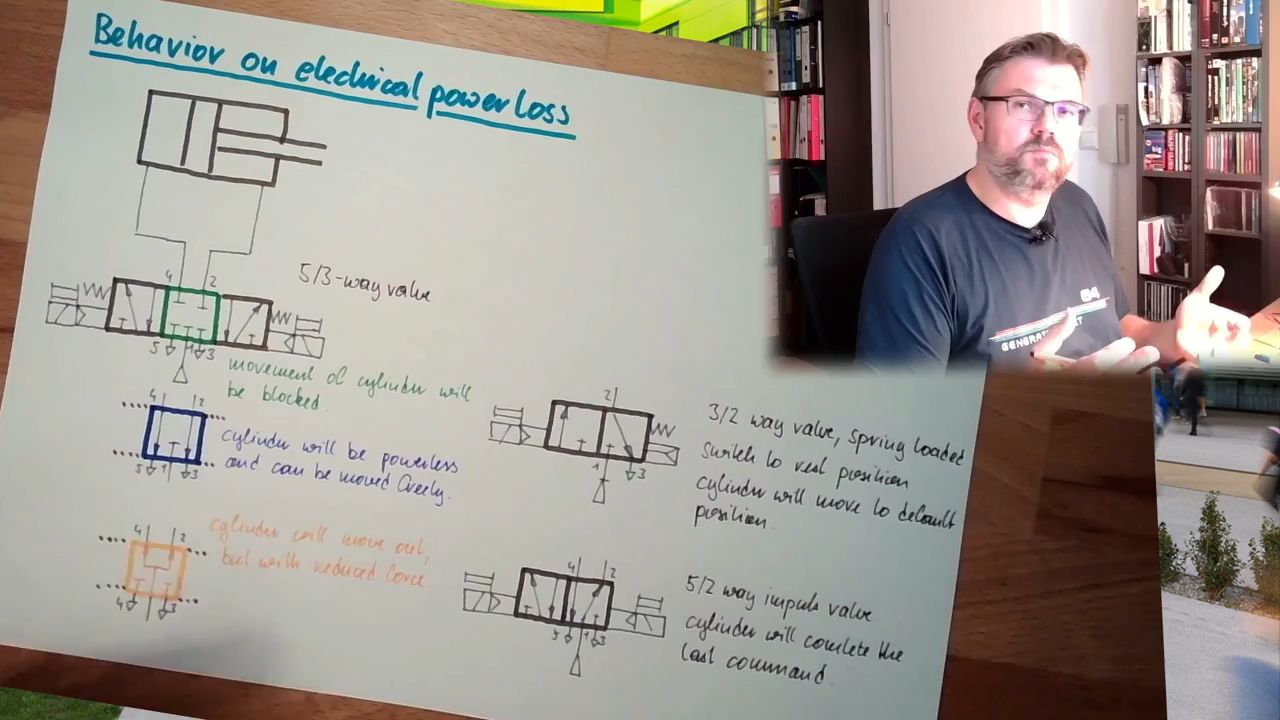 Behavior on electrical power loss
5/3-way valve
4 2
5 1 3
movement of cylinder will
be blocked.
4 2
5 1 3
cylinder will be powerless
and can be moved freely.
4 2
4 3
cylinder will move out,
but with reduced force.
2
1 3
3/2 way valve, spring loaded
switch to rest position
cylinder will move to default
position.
4 2
5 1 3
5/2 way impuls valve
cylinder will comlete the
last command.
64
big